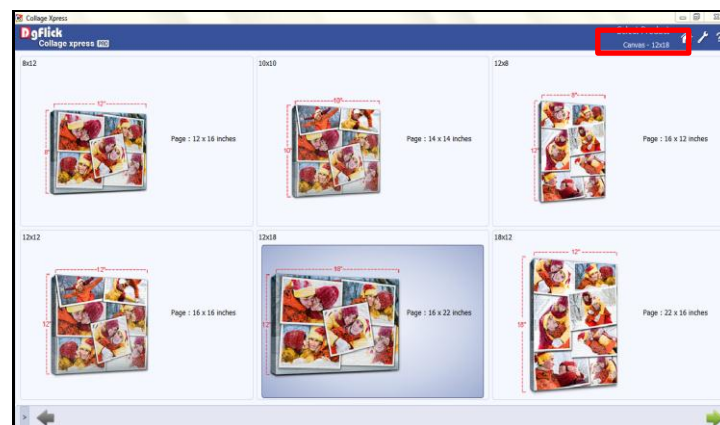 Collage Xpress
DgFlick
Collage xpress PRO
Canvas - 12x18
8x12
12"
8"
Page : 12 x 16 inches
10x10
10"
10"
Page : 14 x 14 inches
12x8
8"
12"
Page : 16 x 12 inches
12x12
12"
12"
Page : 16 x 16 inches
12x18
18"
12"
Page : 16 x 22 inches
18x12
12"
18"
Page : 22 x 16 inches